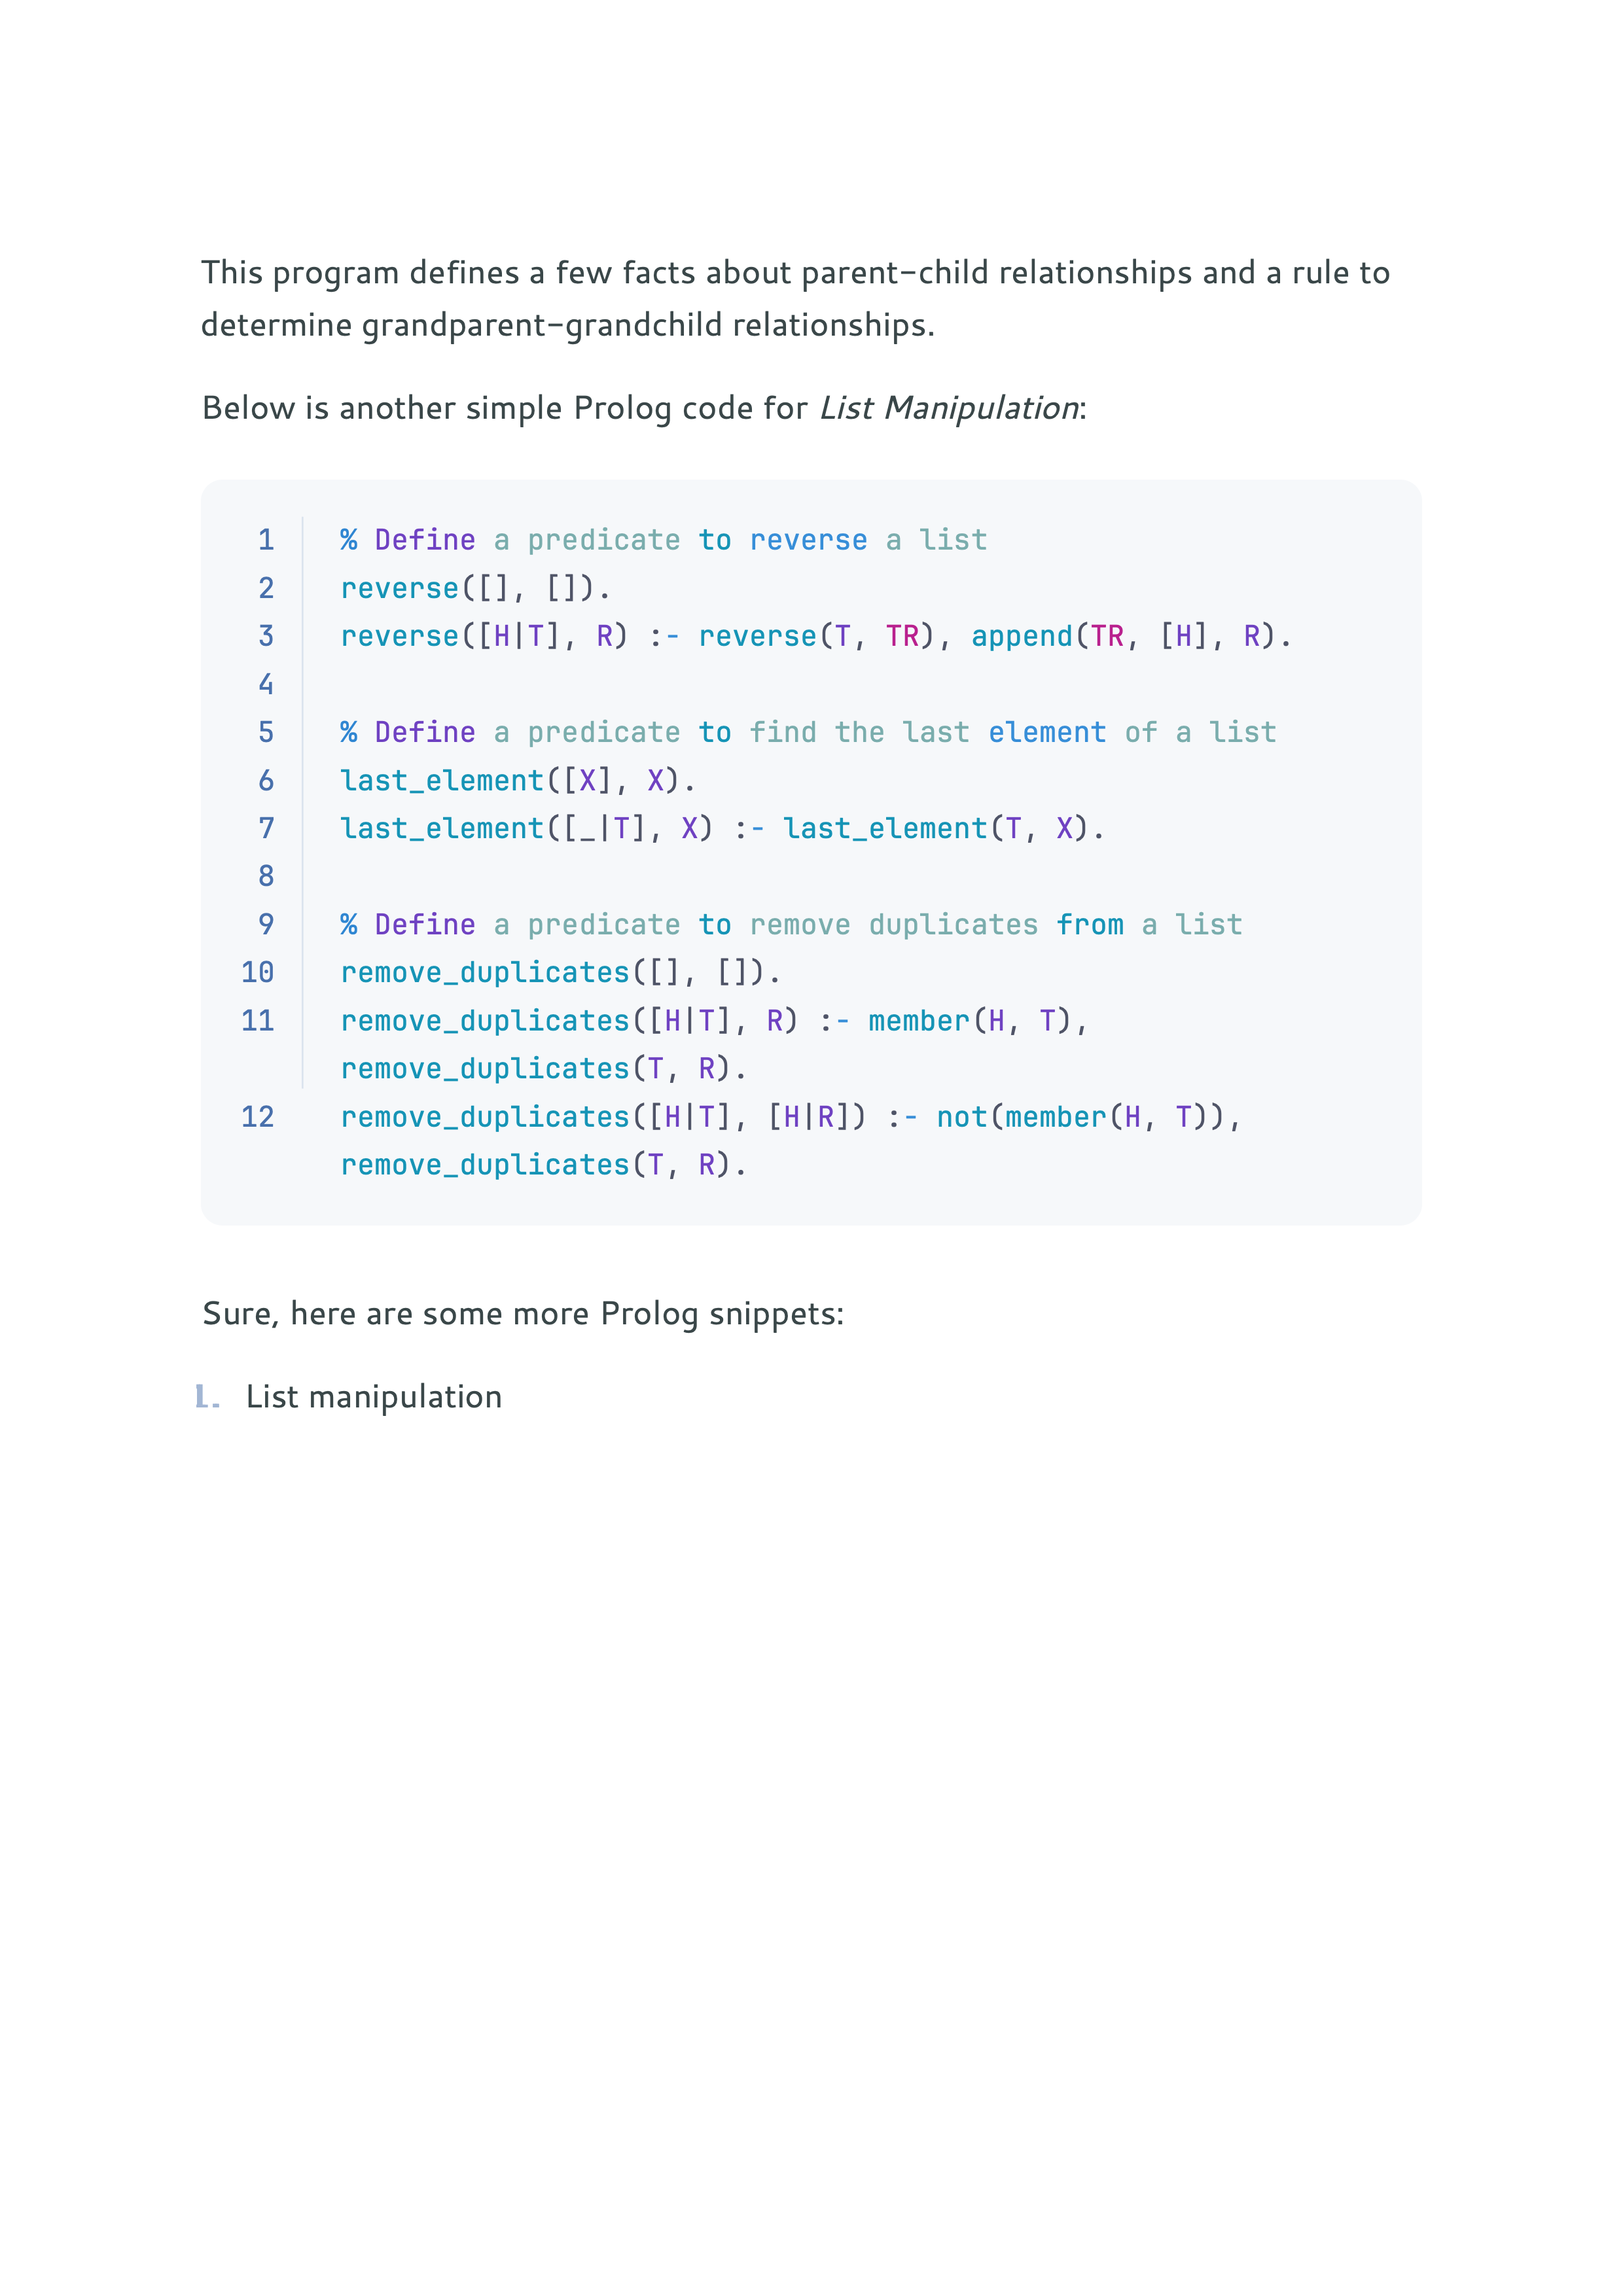 This program defines a few facts about parent-child relationships and a rule to
determine grandparent-grandchild relationships.
Below is another simple Prolog code for List Manipulation:
1 % Define a predicate to reverse a list
2 reverse([], []).
3 reverse([H|T], R) :- reverse(T, TR), append(TR, [H], R).
4
5 % Define a predicate to find the last element of a list
6 last_element([X], X).
7 last_element([_|T], X) :- last_element(T, X).
8
9 % Define a predicate to remove duplicates from a list
10 remove_duplicates([], []).
11 remove_duplicates([H|T], R) :- member(H, T),
remove_duplicates(T, R).
12 remove_duplicates([H|T], [H|R]) :- not(member(H, T)),
remove_duplicates(T, R).
Sure, here are some more Prolog snippets:
1. List manipulation